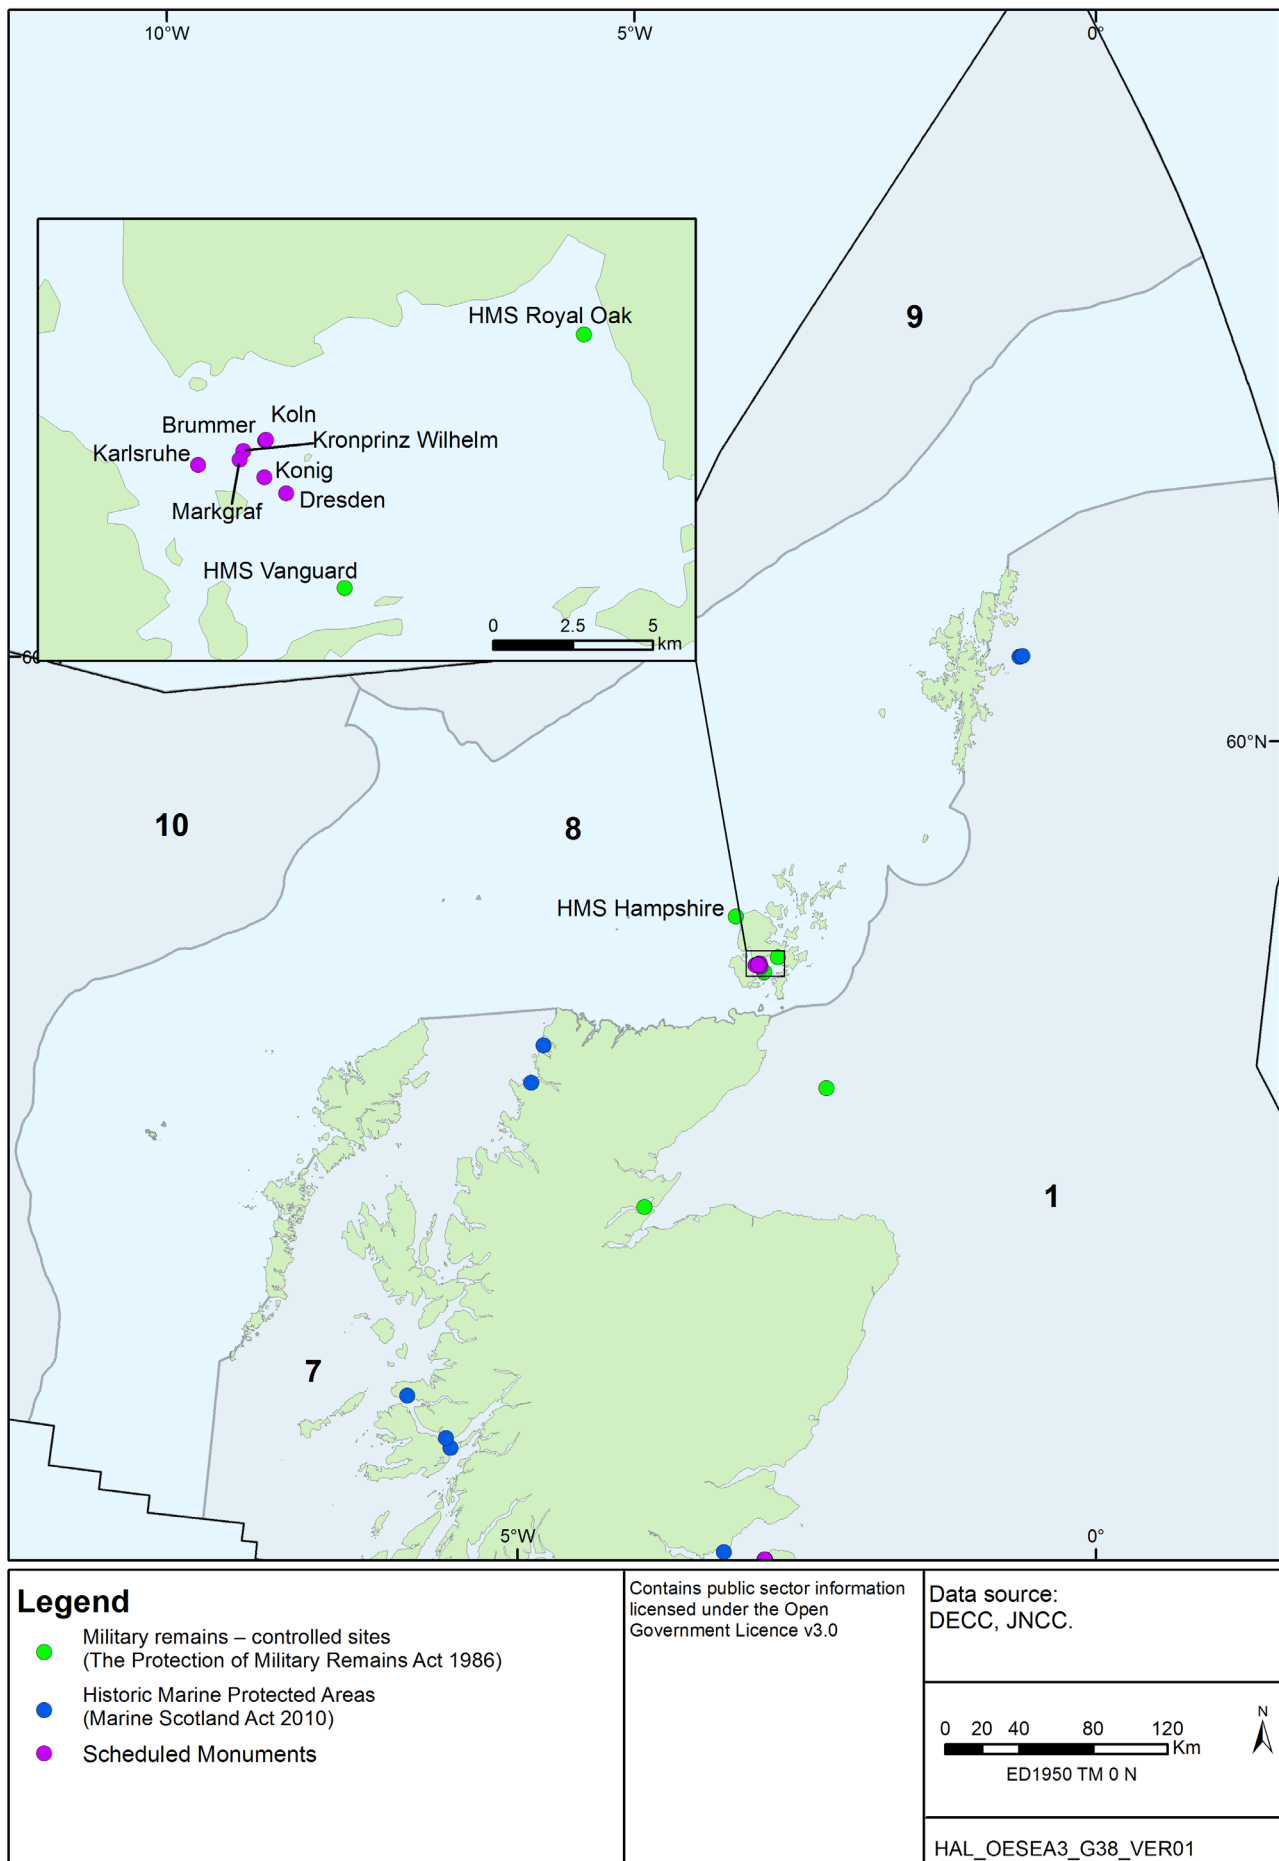 10°W
5°W
0°
9
HMS Royal Oak
Koln
Brummer
Kronprinz Wilhelm
Karlsruhe
Konig
Dresden
Markgraf
HMS Vanguard
0 2.5 5
km
60°N
10
8
HMS Hampshire
1
7
5°W
0°
Legend
Military remains – controlled sites
(The Protection of Military Remains Act 1986)
Historic Marine Protected Areas
(Marine Scotland Act 2010)
Scheduled Monuments
Contains public sector information
licensed under the Open
Government Licence v3.0
Data source:
DECC, JNCC.
0 20 40 80 120
Km
ED1950 TM 0 N
N
HAL_OESEA3_G38_VER01